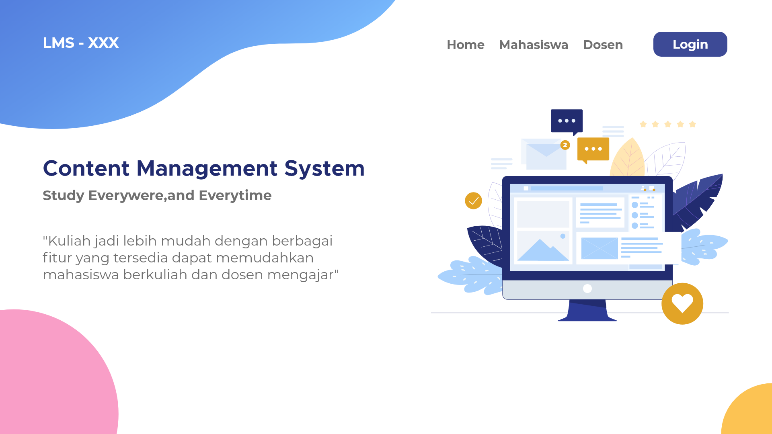 LMS - XXX
Home Mahasiswa Dosen Login
Content Management System
Study Everywere,and Everytime
"Kuliah jadi lebih mudah dengan berbagai
fitur yang tersedia dapat memudahkan
mahasiswa berkuliah dan dosen mengajar"
2